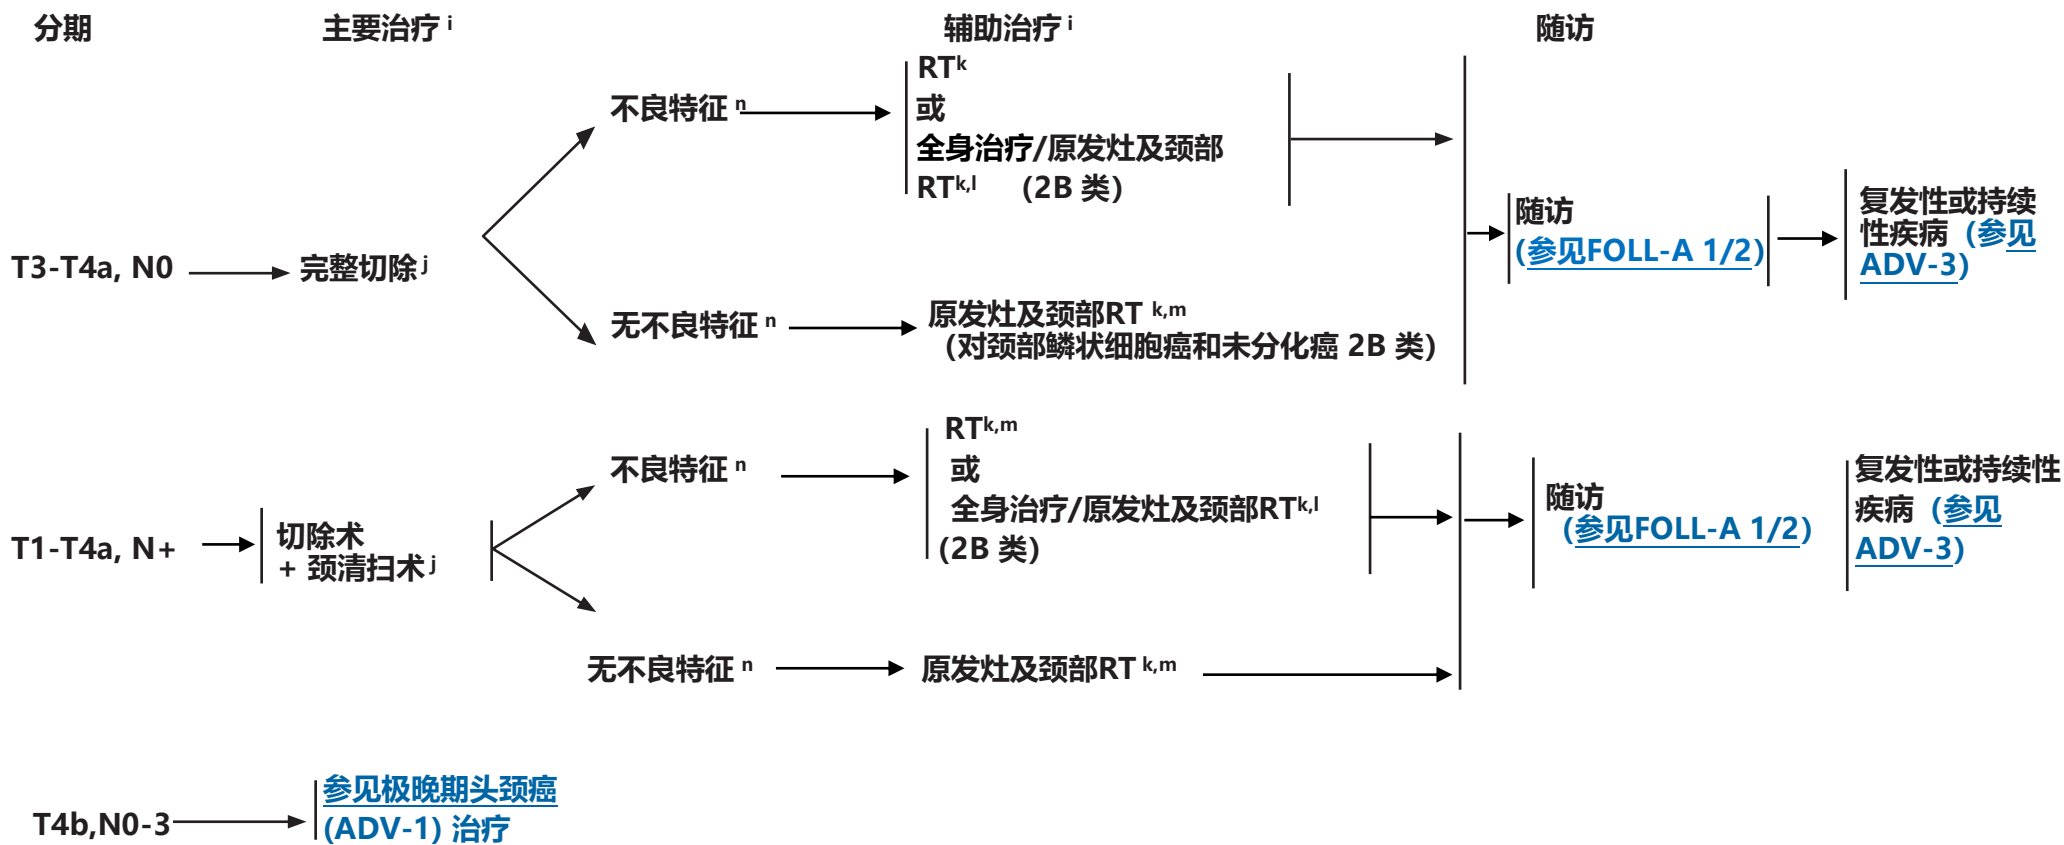 分期 主要治疗 i 辅助治疗 i 随访
RTk
不良特征 n
或
全身治疗/原发灶及颈部
RTk,l (2B 类)
T3-T4a, N0
完整切除 j
无不良特征 n
原发灶及颈部RT k,m
(对颈部鳞状细胞癌和未分化癌 2B 类)
随访
(参见FOLL-A 1/2)
复发性或持续
性疾病 (参见
ADV-3)
T1-T4a, N+
切除术
+ 颈清扫术 j
不良特征 n
RTk,m
或
全身治疗/原发灶及颈部RTk,l
(2B 类)
无不良特征 n
原发灶及颈部RT k,m
随访
(参见FOLL-A 1/2)
复发性或持续性
疾病 (参见
ADV-3)
T4b,N0-3
参见极晚期头颈癌
(ADV-1) 治疗